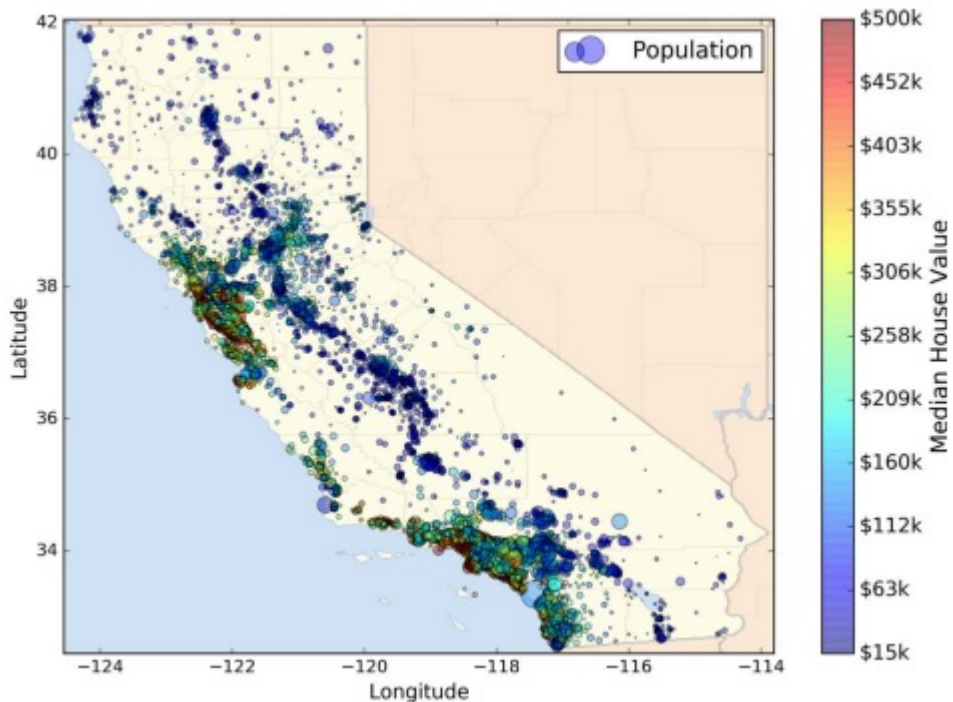 42
40
38
36
34
Latitude
−124
−122
−120
−118
−116
−114
Longitude
Population
$500k
$452k
$403k
$355k
$306k
$258k
$209k
$160k
$112k
$63k
$15k
Median House Value